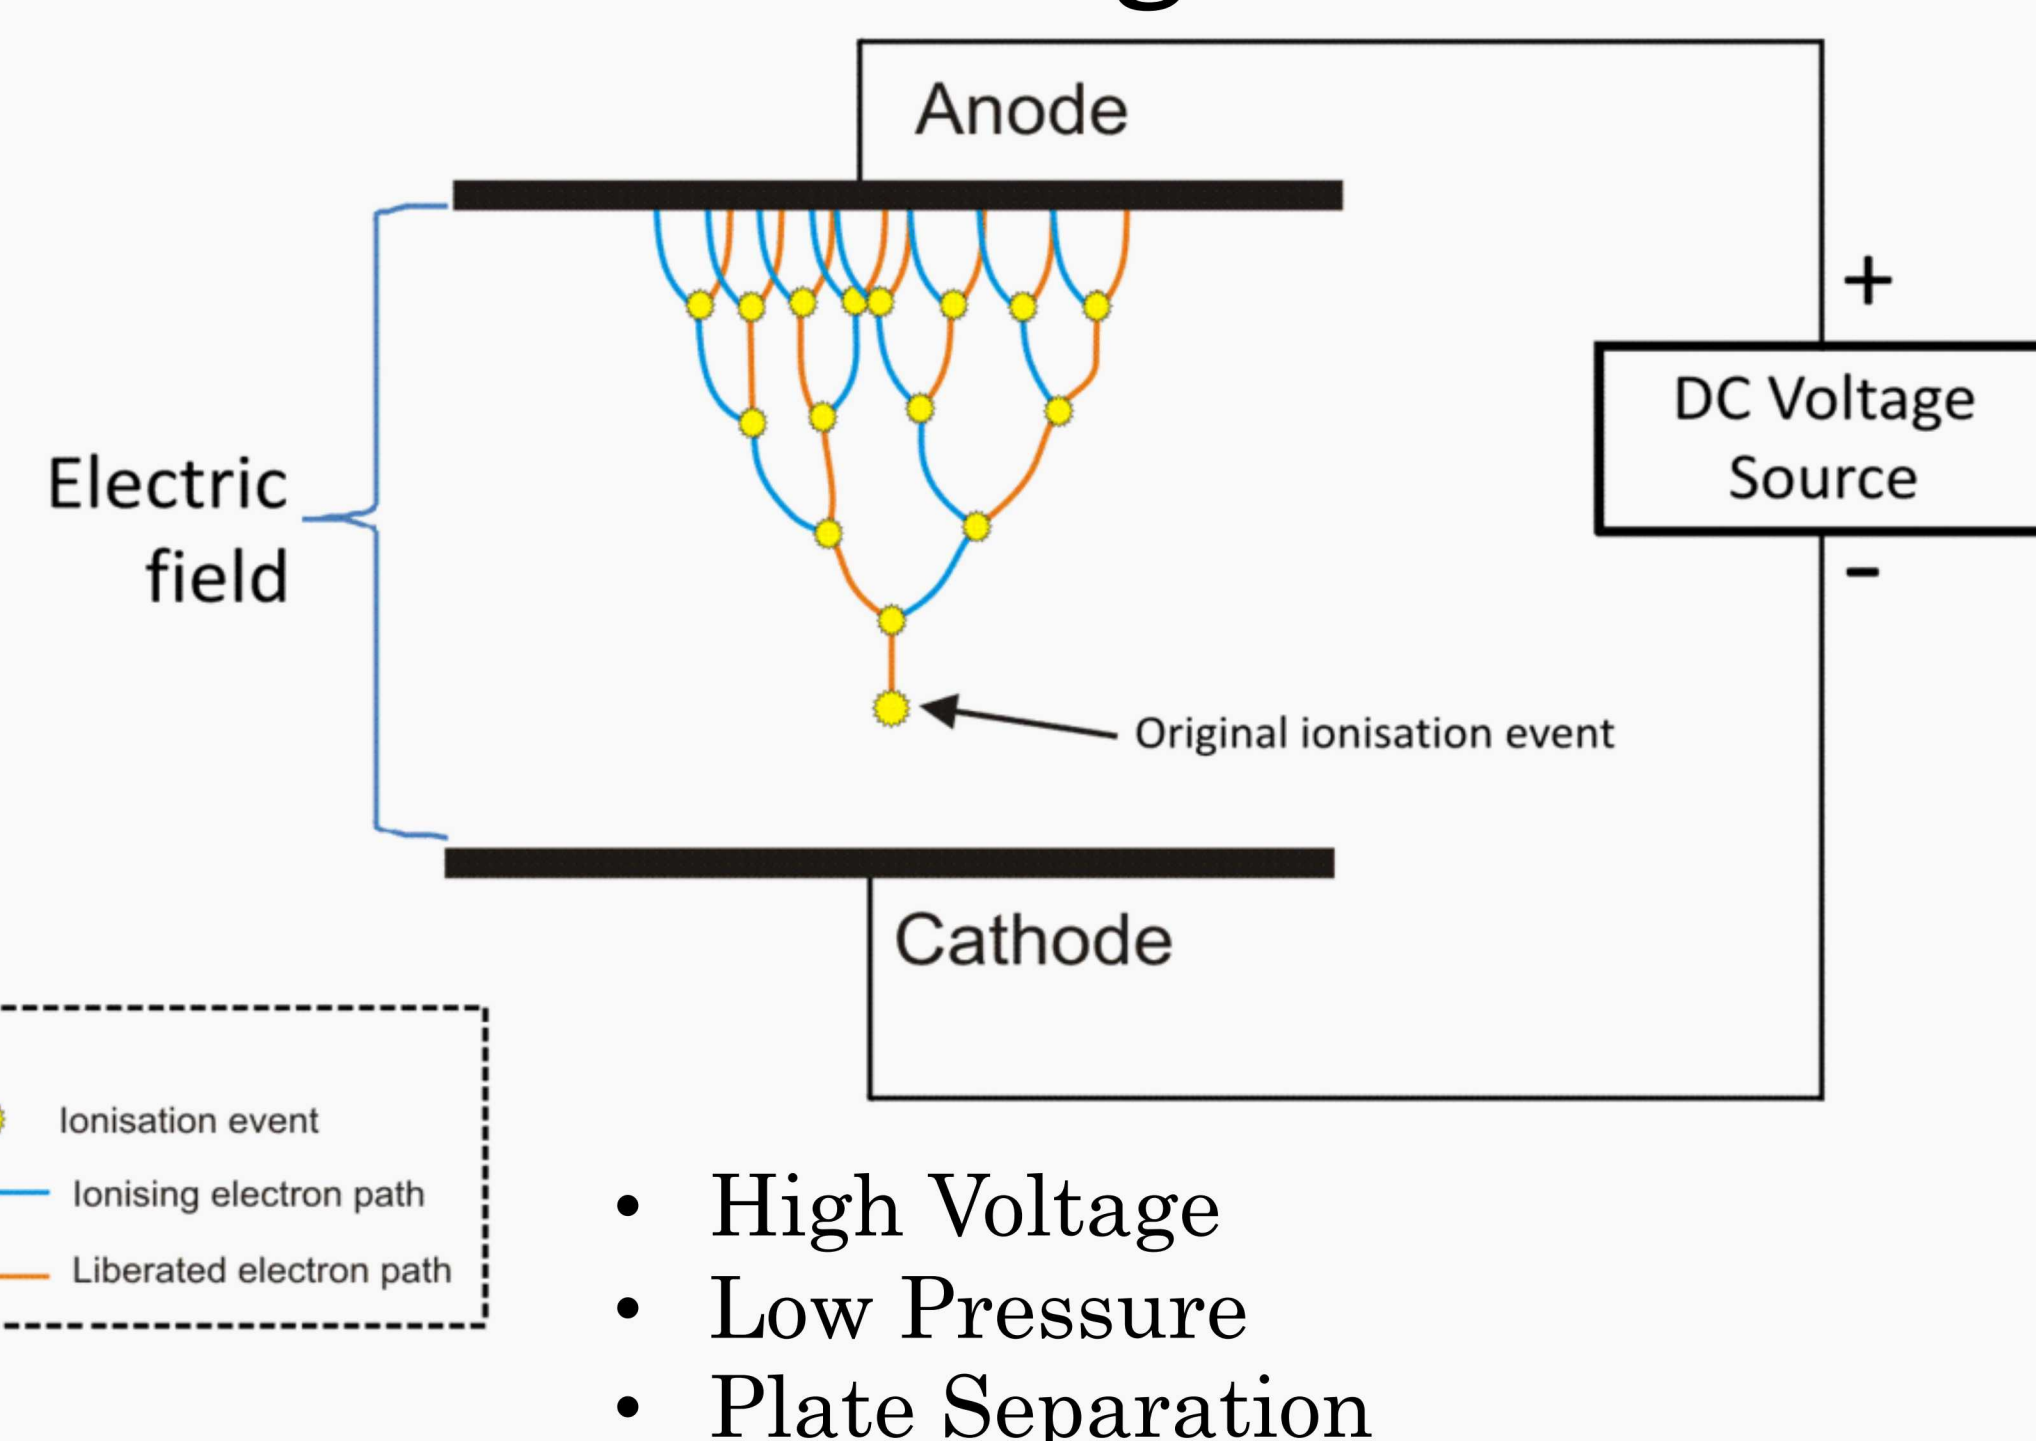 Anode
+
DC Voltage
Source
-
Electric
field
Original ionisation event
Cathode
Ionisation event
Ionising electron path
Liberated electron path
• High Voltage
• Low Pressure
• Plate Separation